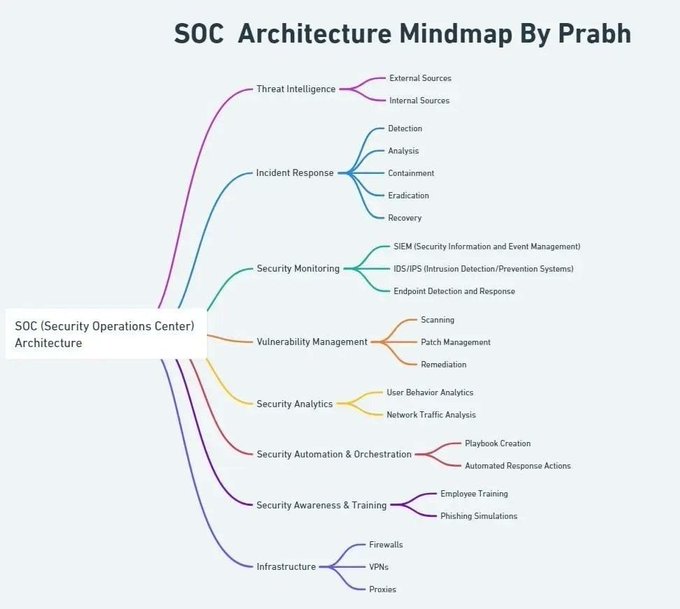 SOC Architecture Mindmap By Prabh
Threat Intelligence
External Sources
Internal Sources
Incident Response
Detection
Analysis
Containment
Eradication
Recovery
Security Monitoring
SIEM (Security Information and Event Management)
IDS/IPS (Intrusion Detection/Prevention Systems)
Endpoint Detection and Response
SOC (Security Operations Center)
Architecture
Vulnerability Management
Scanning
Patch Management
Remediation
Security Analytics
User Behavior Analytics
Network Traffic Analysis
Security Automation & Orchestration
Playbook Creation
Automated Response Actions
Security Awareness & Training
Employee Training
Phishing Simulations
Infrastructure
Firewalls
VPNs
Proxies